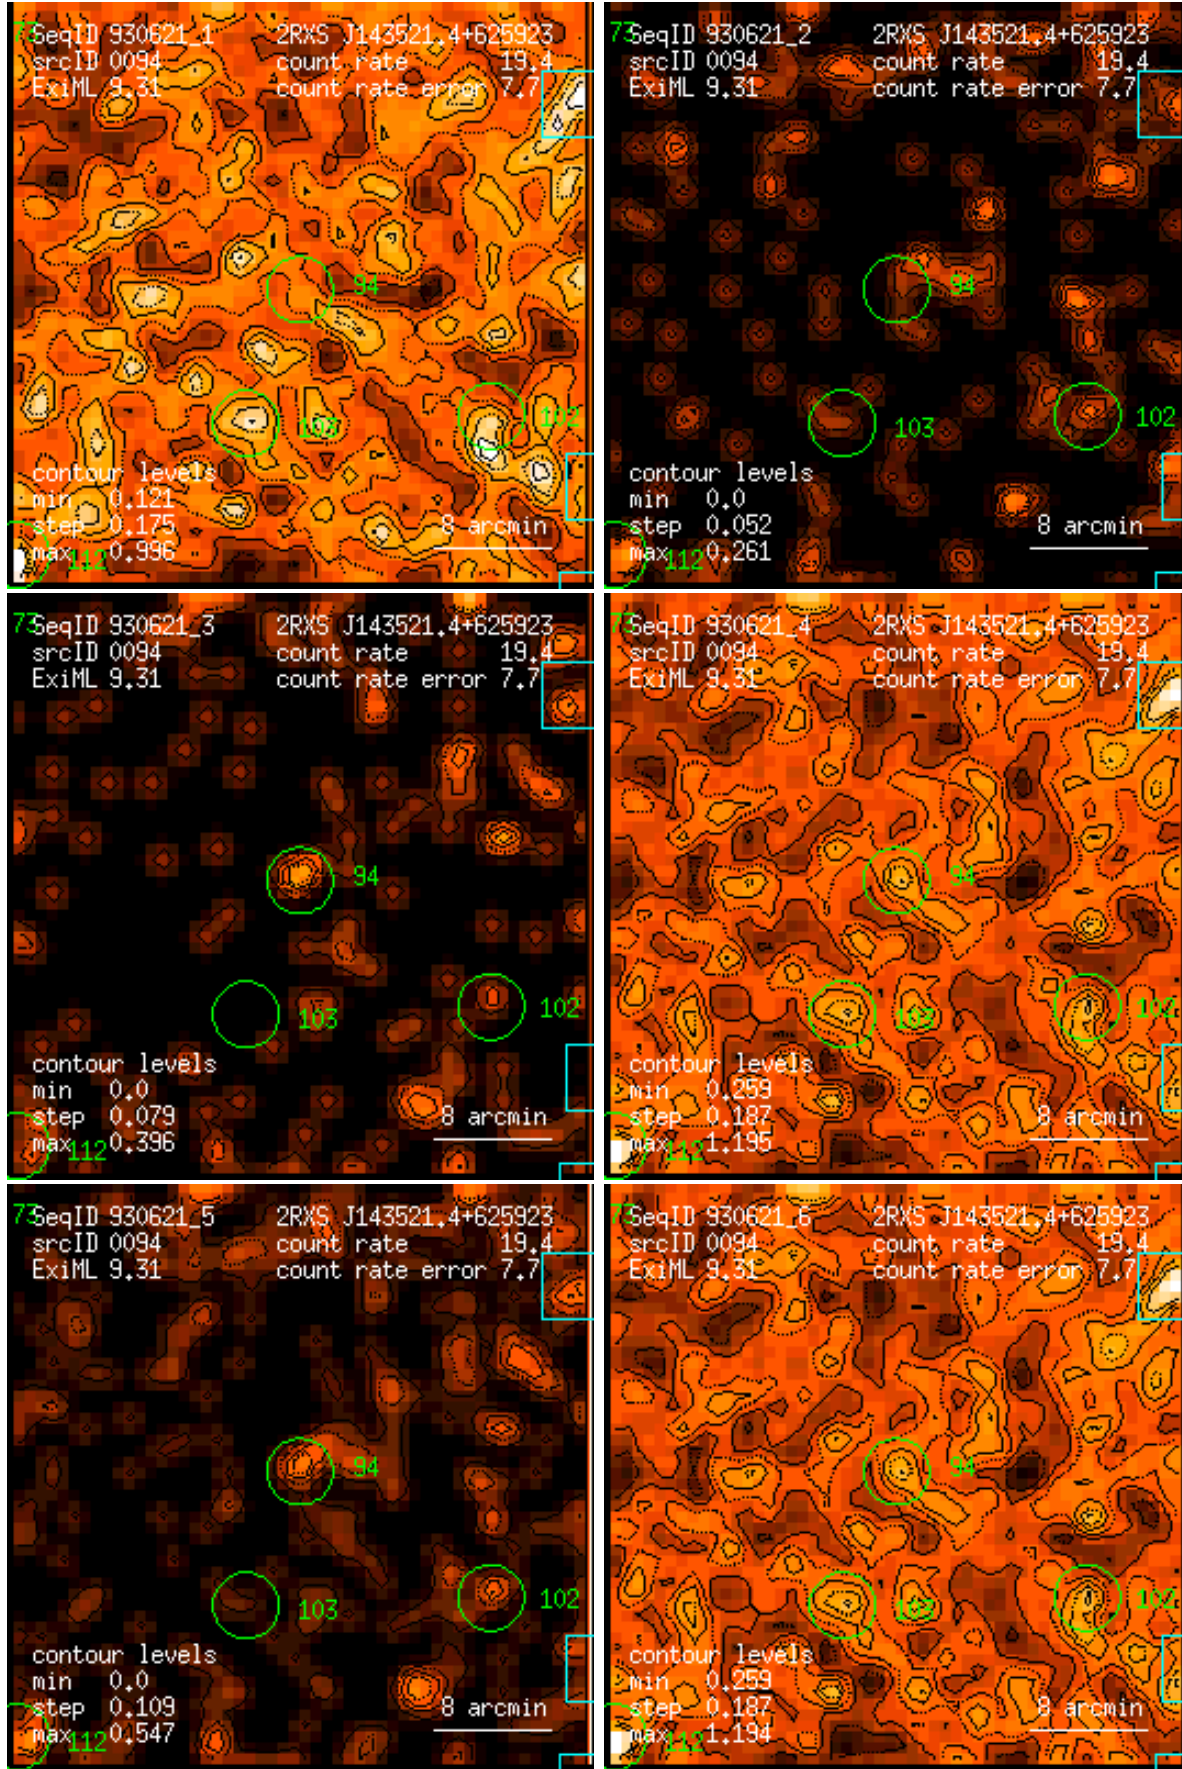 73 SeqID 930621_1 2RXS J143521.4+625923
srcID 0094 count rate 19.4
ExiML 9.31 count rate error 7.7
94
102
103
contour levels
min 0.121
step 0.175 8 arcmin
max 0.996
112
73 SeqID 930621_2 2RXS J143521.4+625923
srcID 0094 count rate 19.4
ExiML 9.31 count rate error 7.7
94
102
103
contour levels
min 0.0
step 0.052 8 arcmin
max 0.261
112
73 SeqID 930621_3 2RXS J143521.4+625923
srcID 0094 count rate 19.4
ExiML 9.31 count rate error 7.7
94
102
103
contour levels
min 0.0
step 0.079 8 arcmin
max 0.396
112
73 SeqID 930621_4 2RXS J143521.4+625923
srcID 0094 count rate 19.4
ExiML 9.31 count rate error 7.7
94
102
103
contour levels
min 0.259
step 0.187 8 arcmin
max 1.195
112
73 SeqID 930621_5 2RXS J143521.4+625923
srcID 0094 count rate 19.4
ExiML 9.31 count rate error 7.7
94
102
103
contour levels
min 0.0
step 0.109 8 arcmin
max 0.547
112
73 SeqID 930621_6 2RXS J143521.4+625923
srcID 0094 count rate 19.4
ExiML 9.31 count rate error 7.7
94
102
103
contour levels
min 0.259
step 0.187 8 arcmin
max 1.194
112